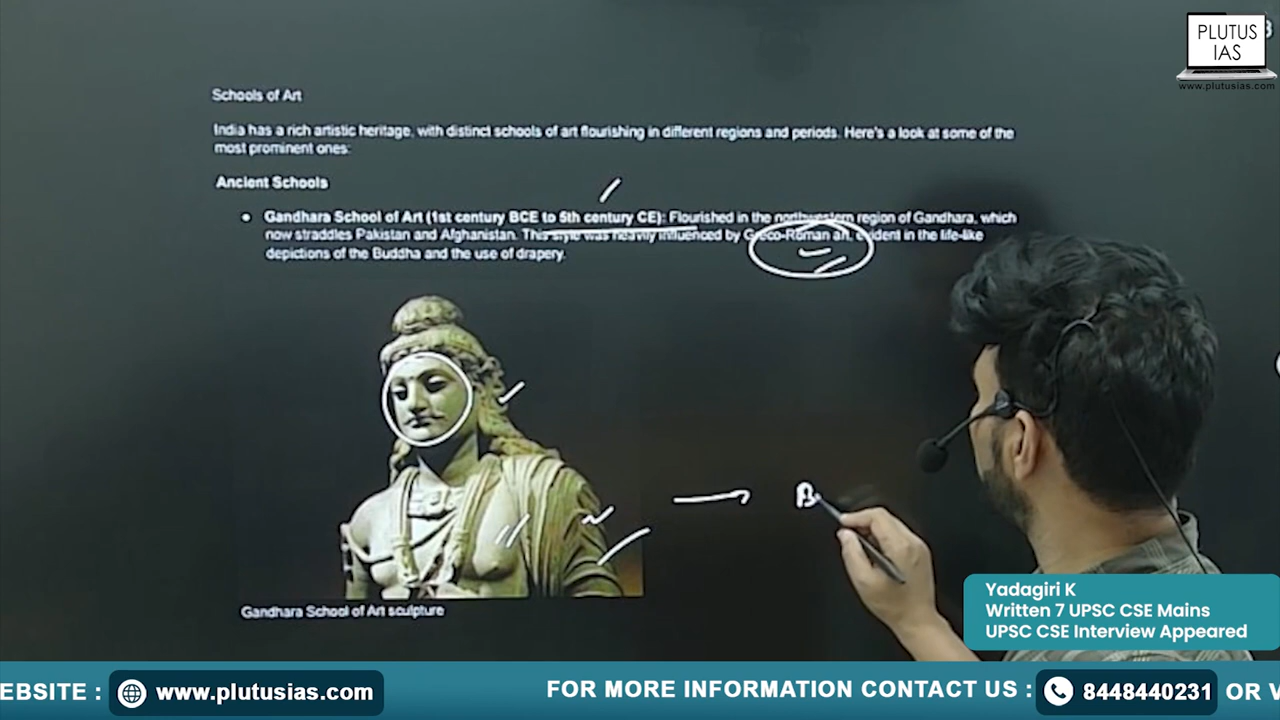 PLUTUS
IAS
www.plutusias.com
Schools of Art
India has a rich artistic heritage, with distinct schools of art flourishing in different regions and periods. Here's a look at some of the
most prominent ones:
Ancient Schools
• Gandhara School of Art (1st century BCE to 5th century CE): Flourished in the northwestern region of Gandhara, which
now straddles Pakistan and Afghanistan. This style was heavily influenced by Greco-Roman art, evident in the life-like
depictions of the Buddha and the use of drapery.
B
Gandhara School of Art sculpture
Yadagiri K
Written 7 UPSC CSE Mains
UPSC CSE Interview Appeared
EBSITE : www.plutusias.com FOR MORE INFORMATION CONTACT US : 8448440231 OR V